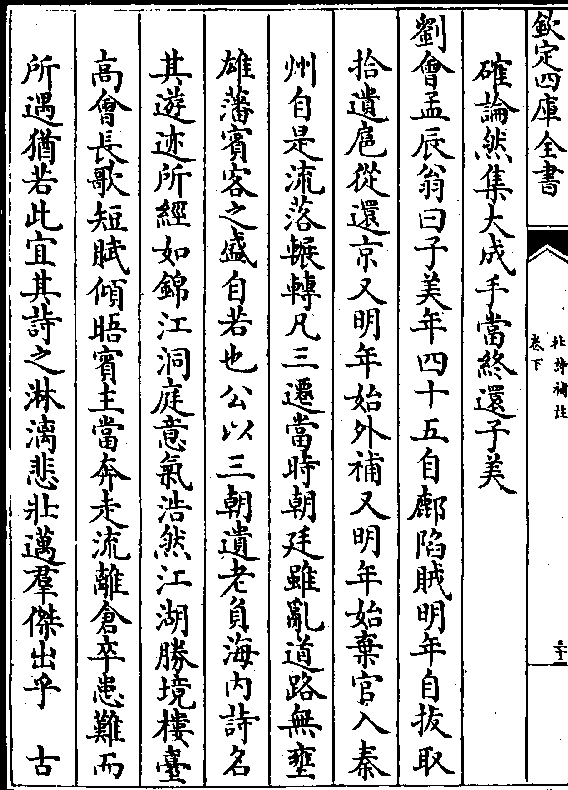 欽定四庫全書
杜詩補註
卷下
確論然集大成手當終還子美
劉會孟辰翁曰子美年四十五自鄜陷賊明年自拔取
拾遺扈從還京又明年始外補又明年始棄官入秦
州自是流落輾轉凡三遷當時朝廷雖亂道路無壅
雄藩賓客之盛自若也公以三朝遺老負海內詩名
其遊迹所經如錦江洞庭意氣浩然江湖勝境樓臺
高會長歌短賦傾晤賓主當奔走流離倉卒患難而
所遇猶若此宜其詩之淋漓悲壯邁羣傑出乎 古